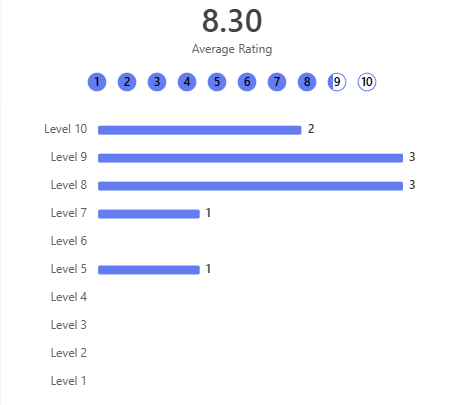 8.30
Average Rating
1 2 3 4 5 6 7 8 9 10
Level 10 2
Level 9 3
Level 8 3
Level 7 1
Level 6
Level 5 1
Level 4
Level 3
Level 2
Level 1